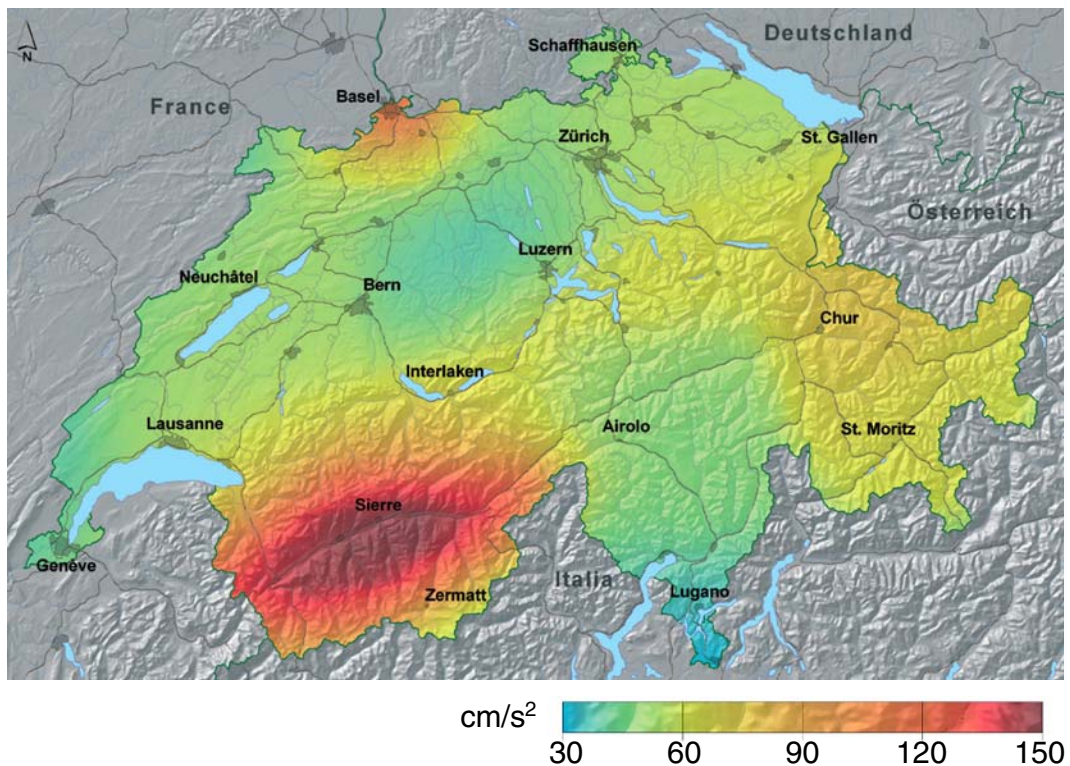 Schaffhausen
Deutschland
N
Basel
France
Zürich
St. Gallen
Österreich
Luzern
Neuchâtel
Bern
Chur
Interlaken
Lausanne
Airolo
St. Moritz
Sierre
Genève
Italia
Zermatt
Lugano
cm/s²
30 60 90 120 150